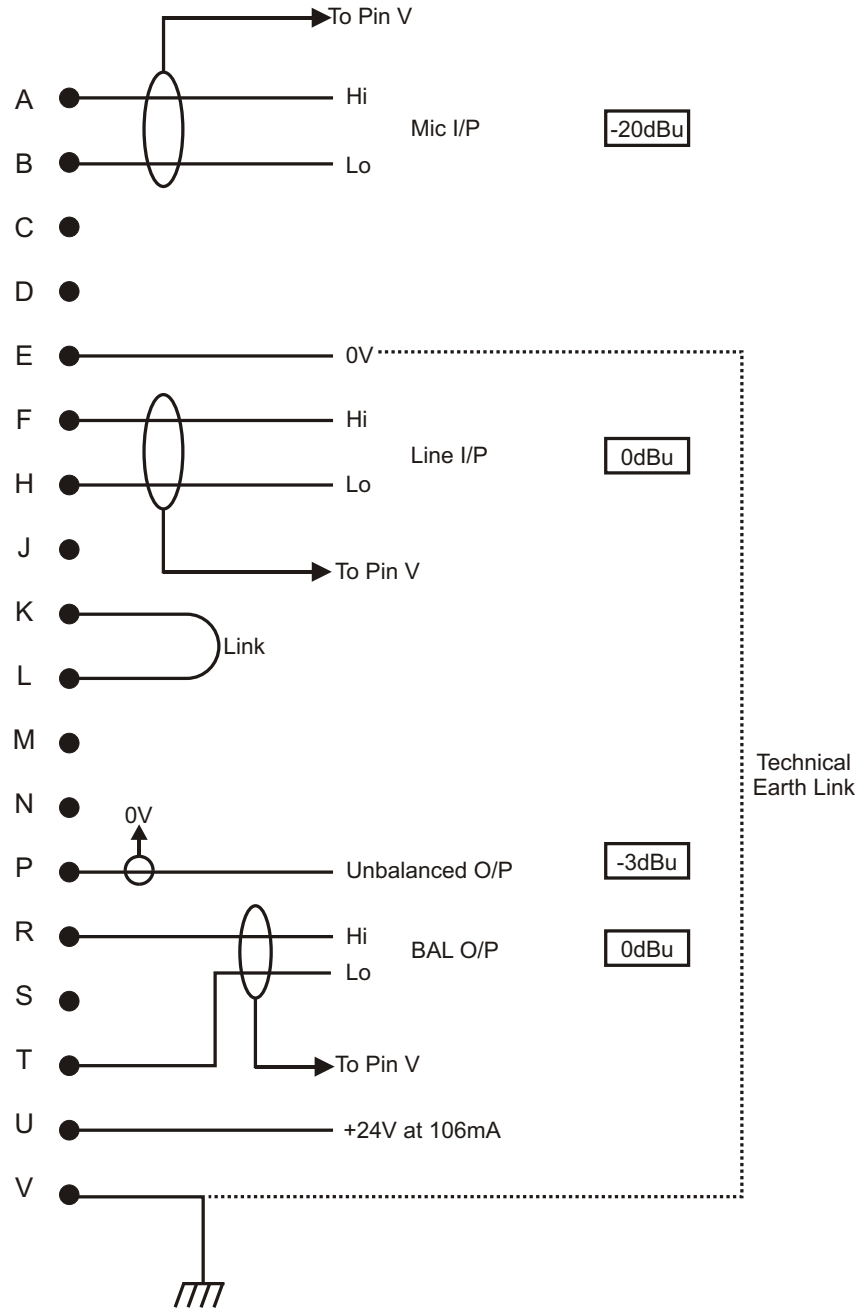 To Pin V
A
Hi
Mic I/P
-20dBu
B
Lo
C
D
E
0V
F
Hi
Line I/P
0dBu
H
Lo
J
To Pin V
K
Link
L
M
Technical
Earth Link
N
0V
P
Unbalanced O/P
-3dBu
R
Hi
BAL O/P
0dBu
Lo
S
T
To Pin V
U
+24V at 106mA
V